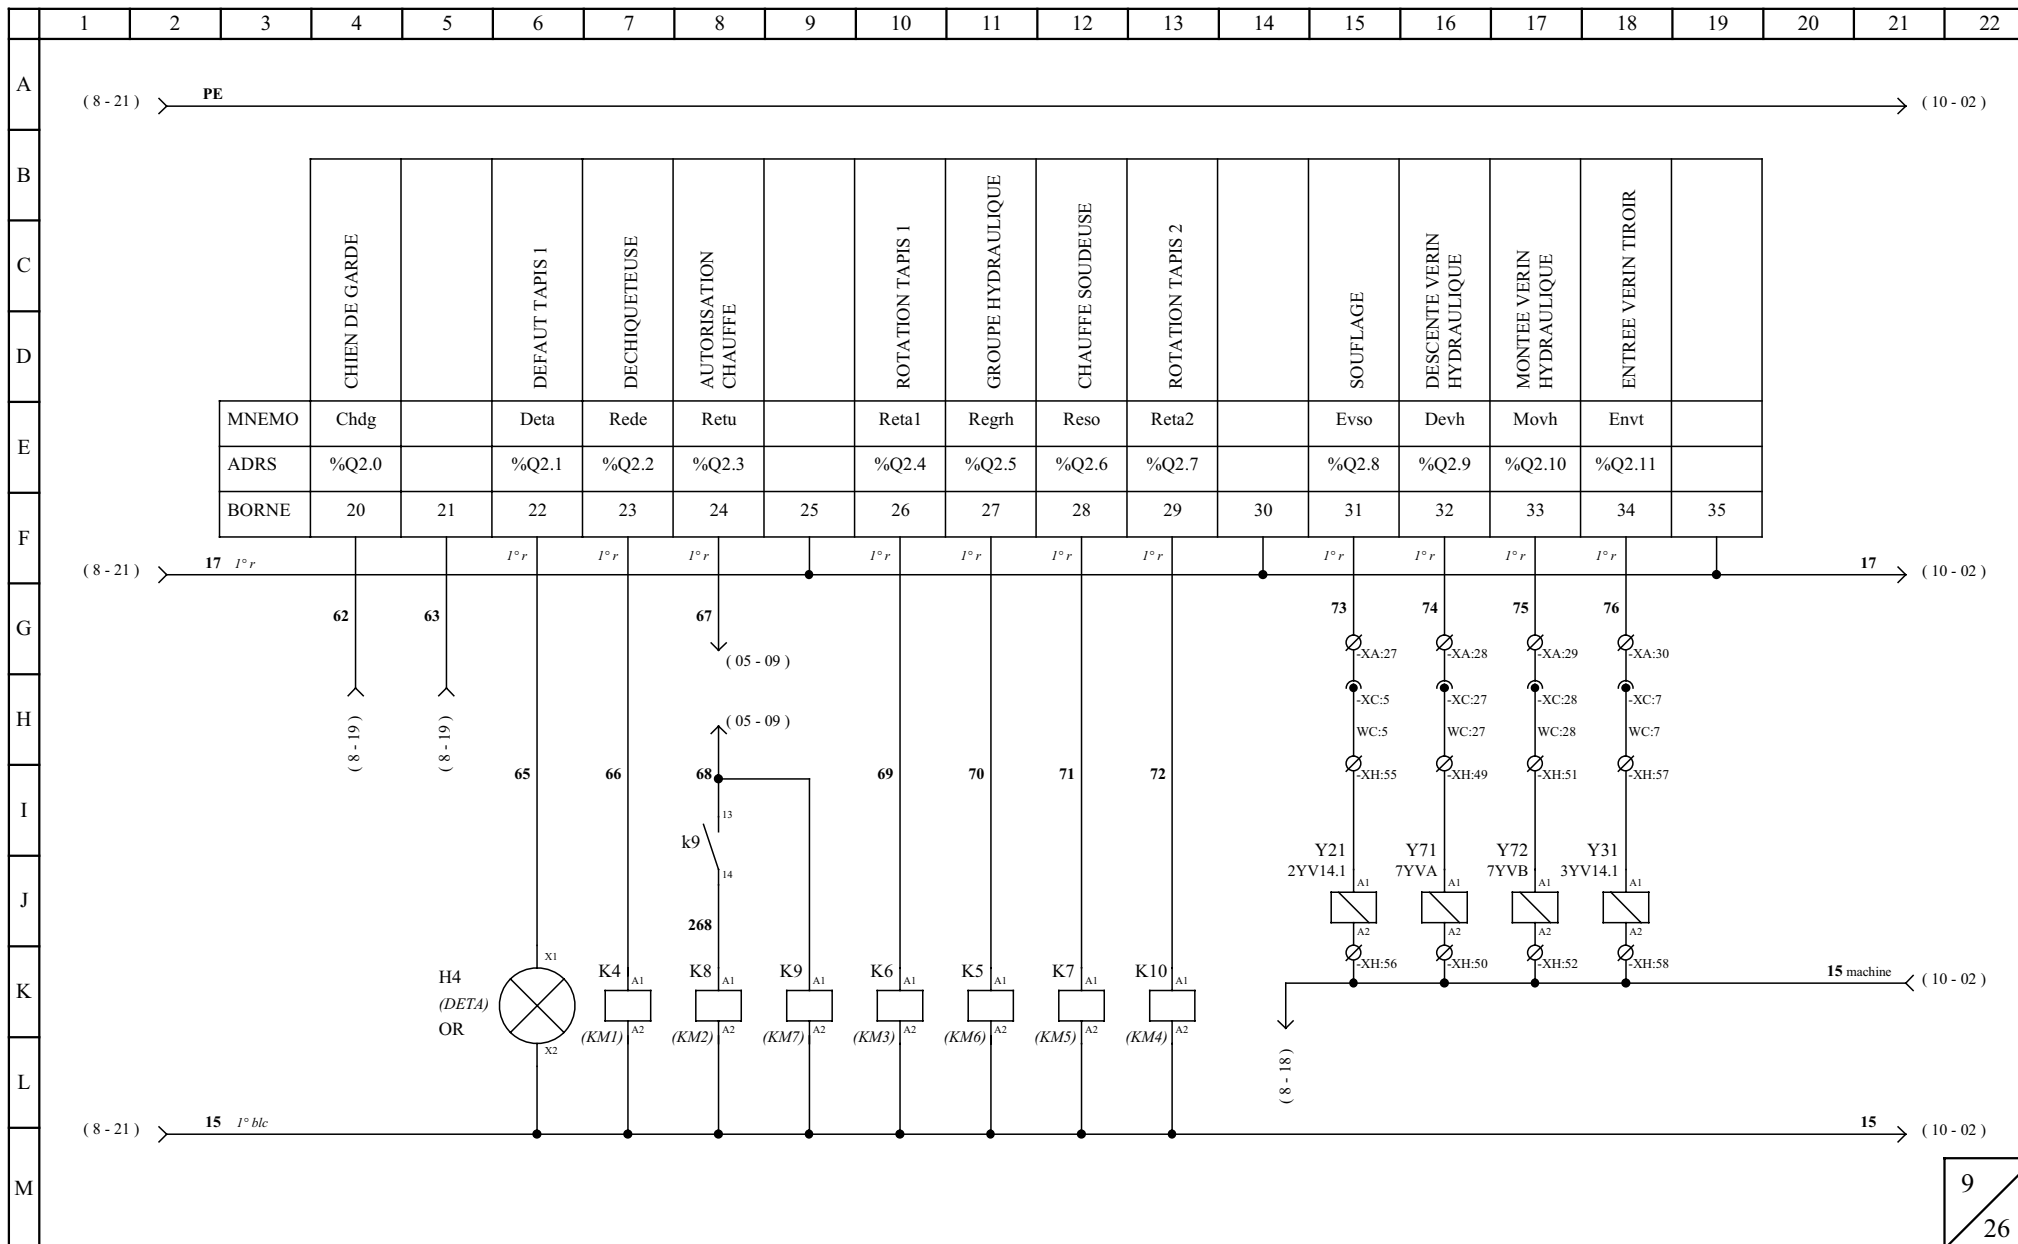 1 2 3 4 5 6 7 8 9 10 11 12 13 14 15 16 17 18 19 20 21 22
A
( 8 - 21 ) PE ( 10 - 02 )
B
C
D
CHIEN DE GARDE
DEFAUT TAPIS 1
DECHIQUETEUSE
AUTORISATION
CHAUFFE
ROTATION TAPIS 1
GROUPE HYDRAULIQUE
CHAUFFE SOUDEUSE
ROTATION TAPIS 2
SOUFLAGE
DESCENTE VERIN
HYDRAULIQUE
MONTEE VERIN
HYDRAULIQUE
ENTREE VERIN TIROIR
E
MNEMO Chdg Deta Rede Retu Reta1 Regrh Reso Reta2 Evso Devh Movh Envt
ADRS %Q2.0 %Q2.1 %Q2.2 %Q2.3 %Q2.4 %Q2.5 %Q2.6 %Q2.7 %Q2.8 %Q2.9 %Q2.10 %Q2.11
BORNE 20 21 22 23 24 25 26 27 28 29 30 31 32 33 34 35
F
1° r 1° r 1° r 1° r 1° r 1° r 1° r 1° r 1° r 1° r 1° r
( 8 - 21 ) 17 1° r 17 ( 10 - 02 )
G
62 63 67 73 74 75 76
-XA:27 -XA:28 -XA:29 -XA:30
( 05 - 09 )
H
-XC:5 -XC:27 -XC:28 -XC:7
( 05 - 09 )
WC:5 WC:27 WC:28 WC:7
( 8 - 19 ) ( 8 - 19 )
I
65 66 68 69 70 71 72
-XH:55 -XH:49 -XH:51 -XH:57
13
k9
14
Y21 Y71 Y72 Y31
2YV14.1 7YVA 7YVB 3YV14.1
J
A1 A1 A1 A1
A2 A2 A2 A2
268
X1
-XH:56 -XH:50 -XH:52 -XH:58
K
H4 K4 K8 K9 K6 K5 K7 K10
A1 A1 A1 A1 A1 A1 A1
15 machine ( 10 - 02 )
(DETA)
OR
A2 A2 A2 A2 A2 A2 A2
(KM1) (KM2) (KM7) (KM3) (KM6) (KM5) (KM4)
X2
L
( 8 - 18 )
( 8 - 21 ) 15 1° blc 15 ( 10 - 02 )
M
9
26